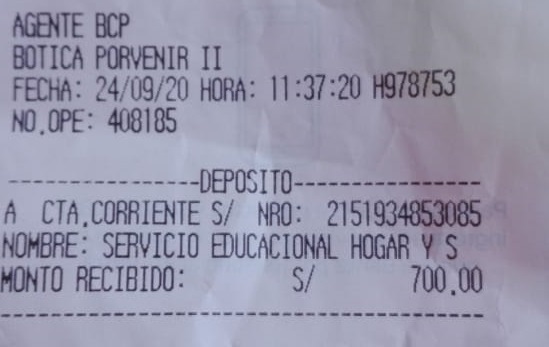 AGENTE BCP
BOTICA PORVENIR II
FECHA: 24/09/20 HORA: 11:37:20 H978753
NO.OPE: 408185
----------------DEPOSITO----------------
A CTA.CORRIENTE S/ NRO: 2151934853085
NOMBRE: SERVICIO EDUCACIONAL HOGAR Y S
MONTO RECIBIDO: S/ 700.00
----------------------------------------